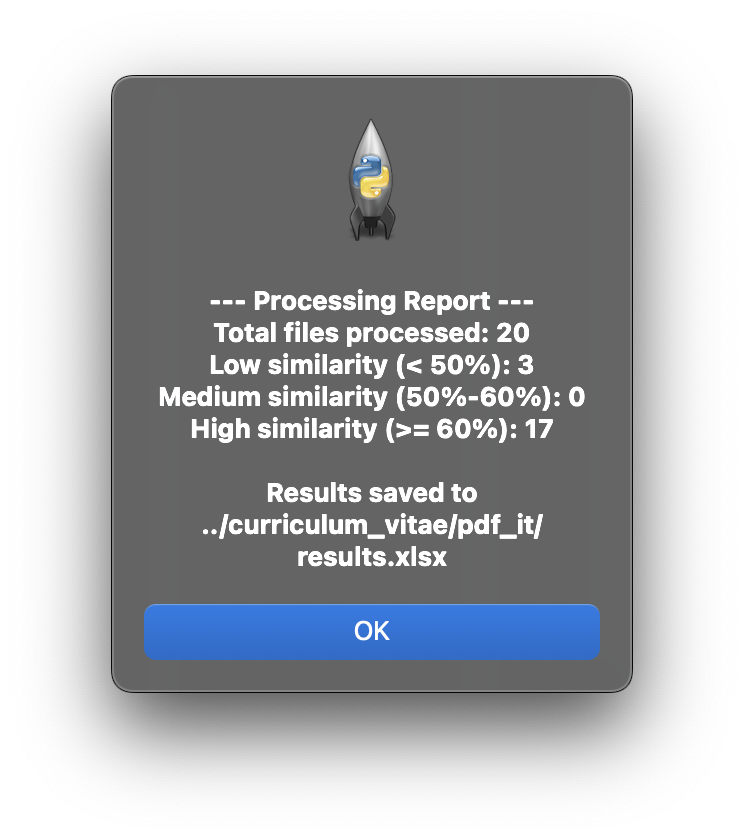 --- Processing Report ---
Total files processed: 20
Low similarity (< 50%): 3
Medium similarity (50%-60%): 0
High similarity (>= 60%): 17
Results saved to
../curriculum_vitae/pdf_it/
results.xlsx
OK